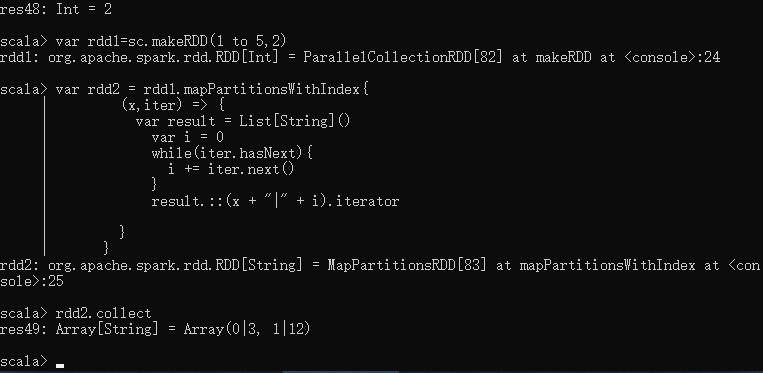 res48: Int = 2
scala> var rdd1=sc.makeRDD(1 to 5,2)
rdd1: org.apache.spark.rdd.RDD[Int] = ParallelCollectionRDD[82] at makeRDD at <console>:24
scala> var rdd2 = rdd1.mapPartitionsWithIndex{
| (x,iter) => {
| var result = List[String]()
| var i = 0
| while(iter.hasNext){
| i += iter.next()
| }
| result.::(x + "|" + i).iterator
|
| }
| }
rdd2: org.apache.spark.rdd.RDD[String] = MapPartitionsRDD[83] at mapPartitionsWithIndex at <con
sole>:25
scala> rdd2.collect
res49: Array[String] = Array(0|3, 1|12)
scala>